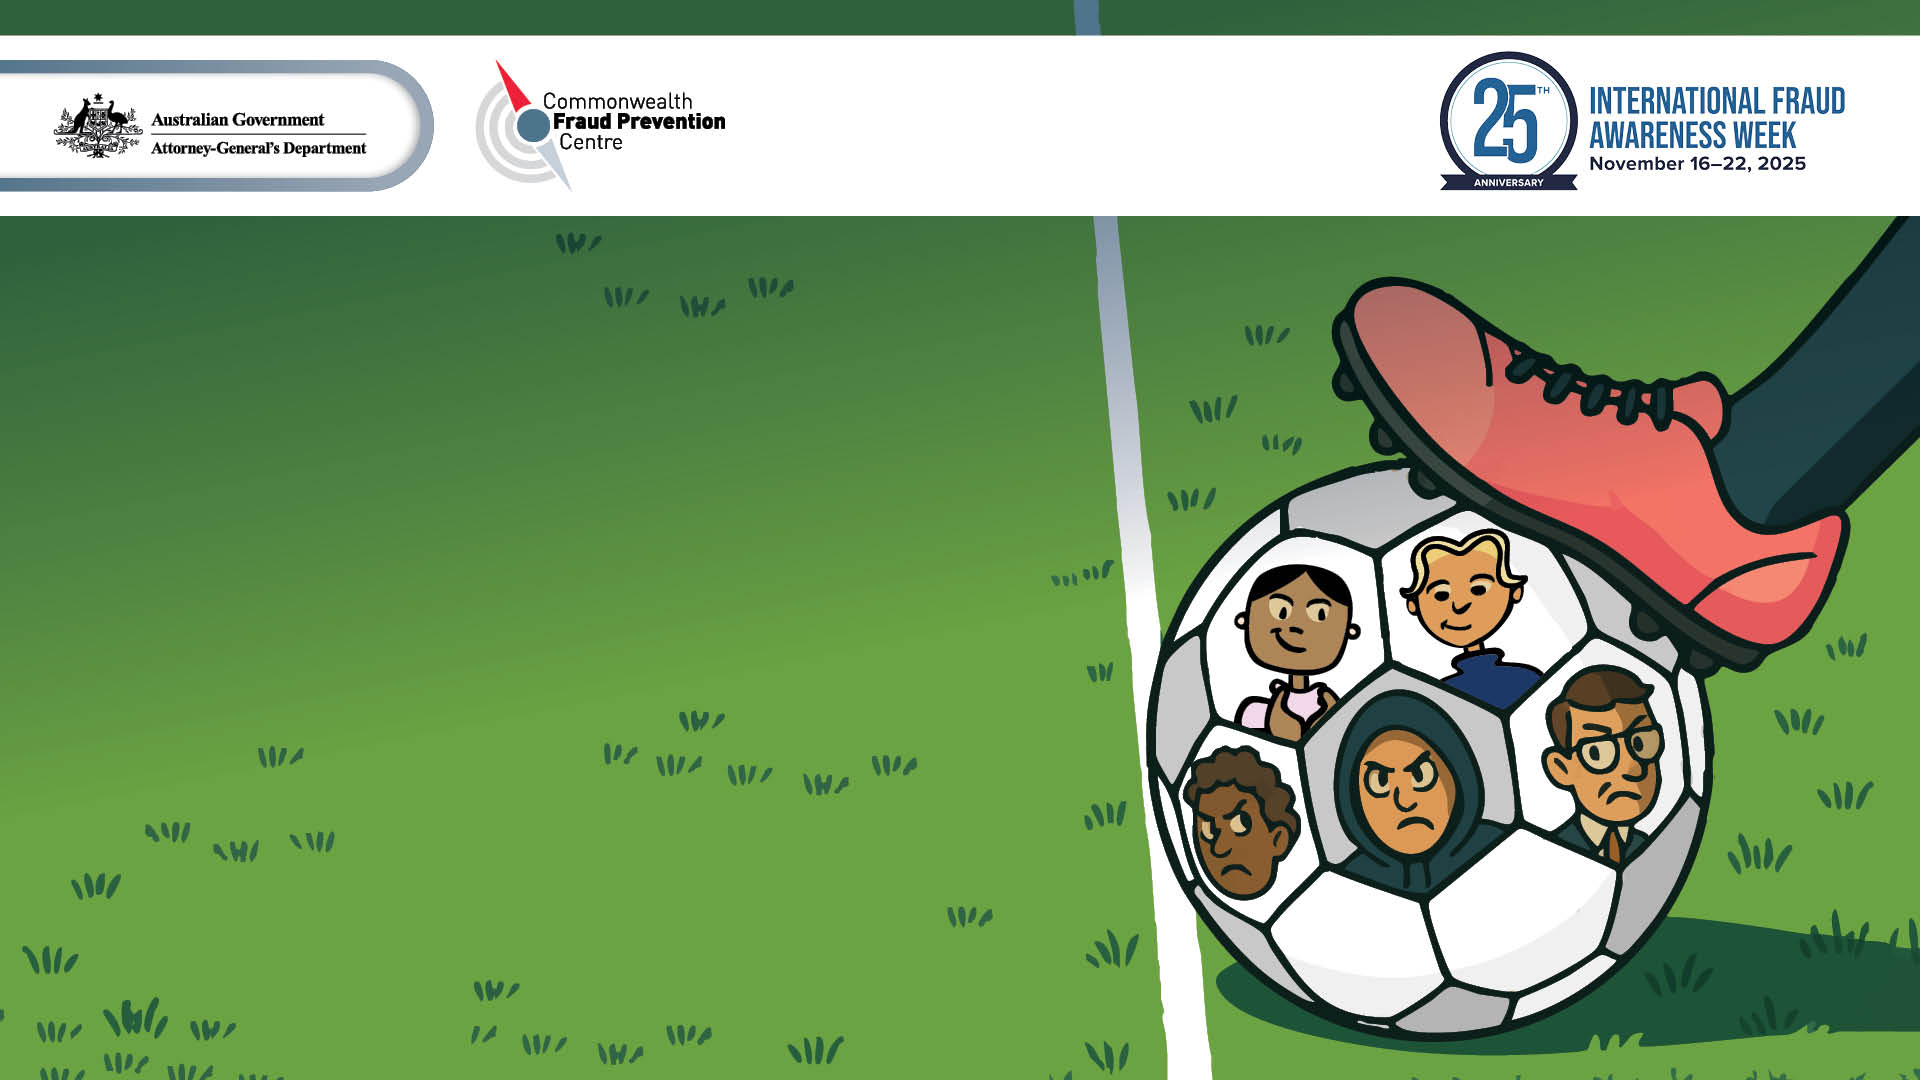 Australian Government
Attorney-General's Department
Commonwealth
Fraud Prevention
Centre
25TH
ANNIVERSARY
INTERNATIONAL FRAUD
AWARENESS WEEK
November 16–22, 2025